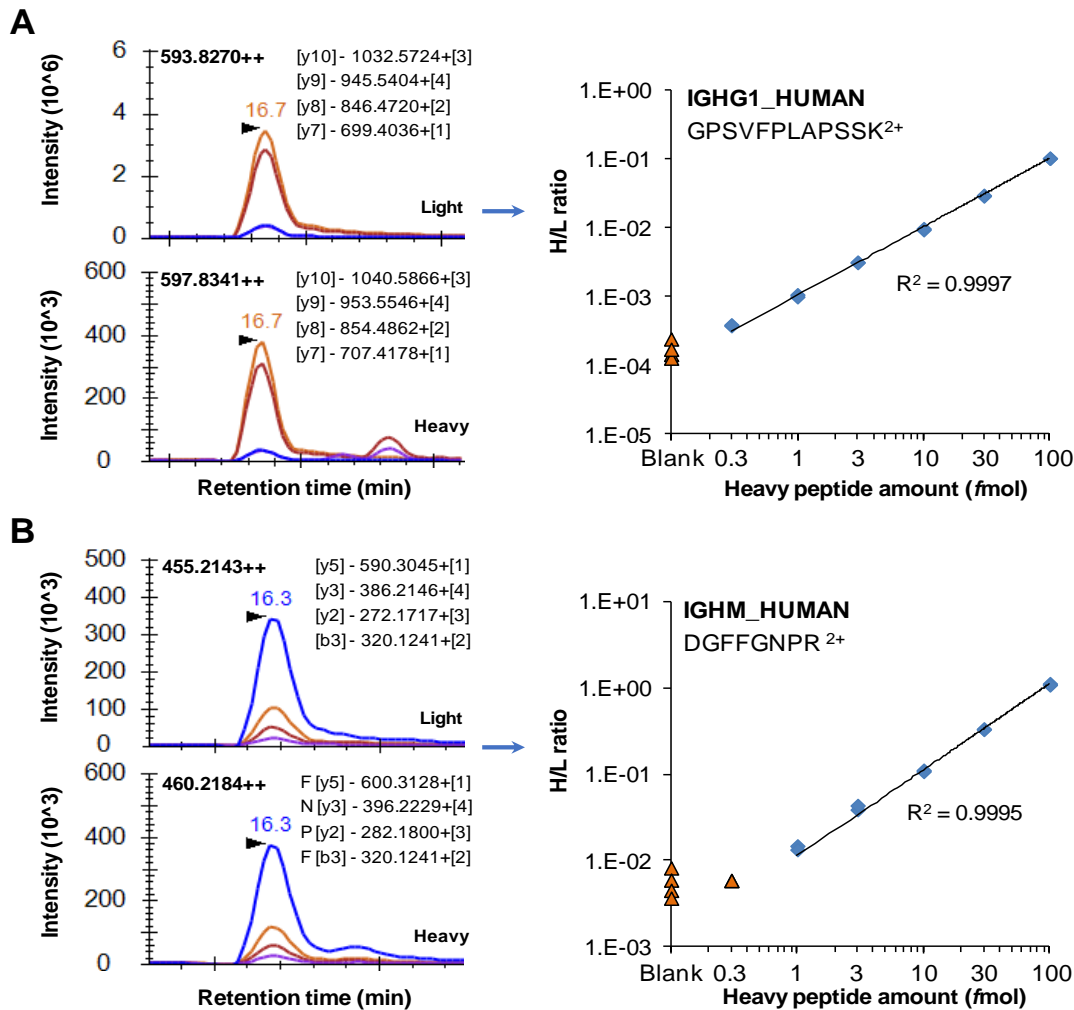 A
Intensity (10^6)
6
4
2
0
593.8270++
16.7
[y10] - 1032.5724+[3]
[y9] - 945.5404+[4]
[y8] - 846.4720+[2]
[y7] - 699.4036+[1]
Light
Intensity (10^3)
600
400
200
0
597.8341++
16.7
[y10] - 1040.5866+[3]
[y9] - 953.5546+[4]
[y8] - 854.4862+[2]
[y7] - 707.4178+[1]
Heavy
Retention time (min)
H/L ratio
1.E+00
1.E-01
1.E-02
1.E-03
1.E-04
1.E-05
IGHG1_HUMAN
GPSVFPLAPSSK2+
R2 = 0.9997
Blank 0.3 1 3 10 30 100
Heavy peptide amount (fmol)
B
Intensity (10^3)
500
400
300
200
100
0
455.2143++
16.3
[y5] - 590.3045+[1]
[y3] - 386.2146+[4]
[y2] - 272.1717+[3]
[b3] - 320.1241+[2]
Light
Intensity (10^3)
600
400
200
0
460.2184++
16.3
F [y5] - 600.3128+[1]
N [y3] - 396.2229+[4]
P [y2] - 282.1800+[3]
F [b3] - 320.1241+[2]
Heavy
Retention time (min)
H/L ratio
1.E+01
1.E+00
1.E-01
1.E-02
1.E-03
IGHM_HUMAN
DGFFGNPR 2+
R2 = 0.9995
Blank 0.3 1 3 10 30 100
Heavy peptide amount (fmol)